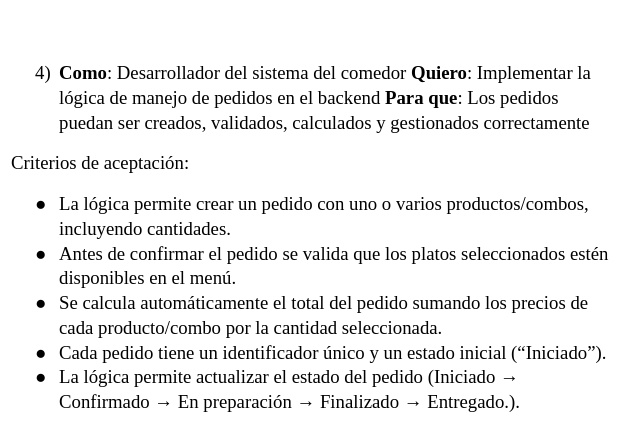 4) Como: Desarrollador del sistema del comedor Quiero: Implementar la
lógica de manejo de pedidos en el backend Para que: Los pedidos
puedan ser creados, validados, calculados y gestionados correctamente
Criterios de aceptación:
● La lógica permite crear un pedido con uno o varios productos/combos,
incluyendo cantidades.
● Antes de confirmar el pedido se valida que los platos seleccionados estén
disponibles en el menú.
● Se calcula automáticamente el total del pedido sumando los precios de
cada producto/combo por la cantidad seleccionada.
● Cada pedido tiene un identificador único y un estado inicial (“Iniciado”).
● La lógica permite actualizar el estado del pedido (Iniciado →
Confirmado → En preparación → Finalizado → Entregado.).